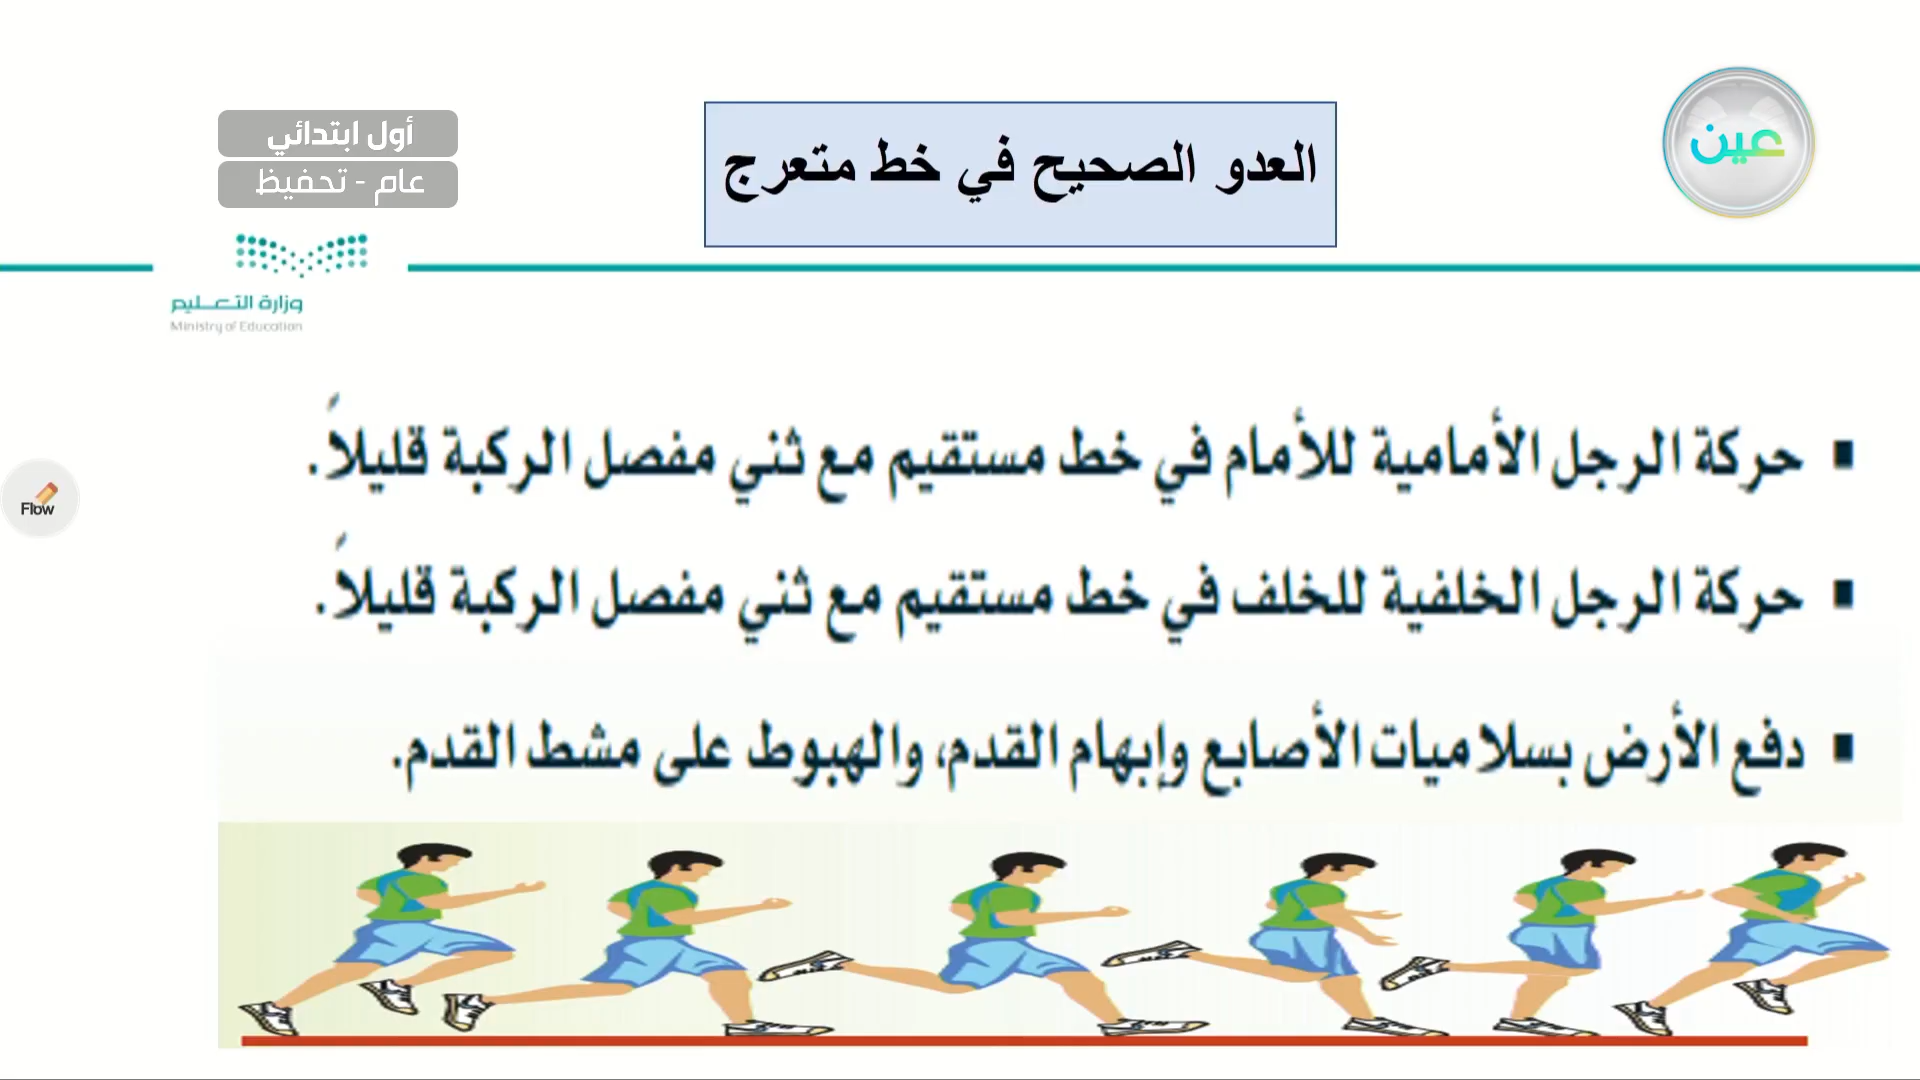 عين
العدو الصحيح في خط متعرج
أول ابتدائي
عام - تحفيظ
وزارة التعليم
Ministry of Education
▪ حركة الرجل الأمامية للأمام في خط مستقيم مع ثني مفصل الركبة قليلاً.
▪ حركة الرجل الخلفية للخلف في خط مستقيم مع ثني مفصل الركبة قليلاً.
▪ دفع الأرض بسلاميات الأصابع وإبهام القدم، والهبوط على مشط القدم.
Flow